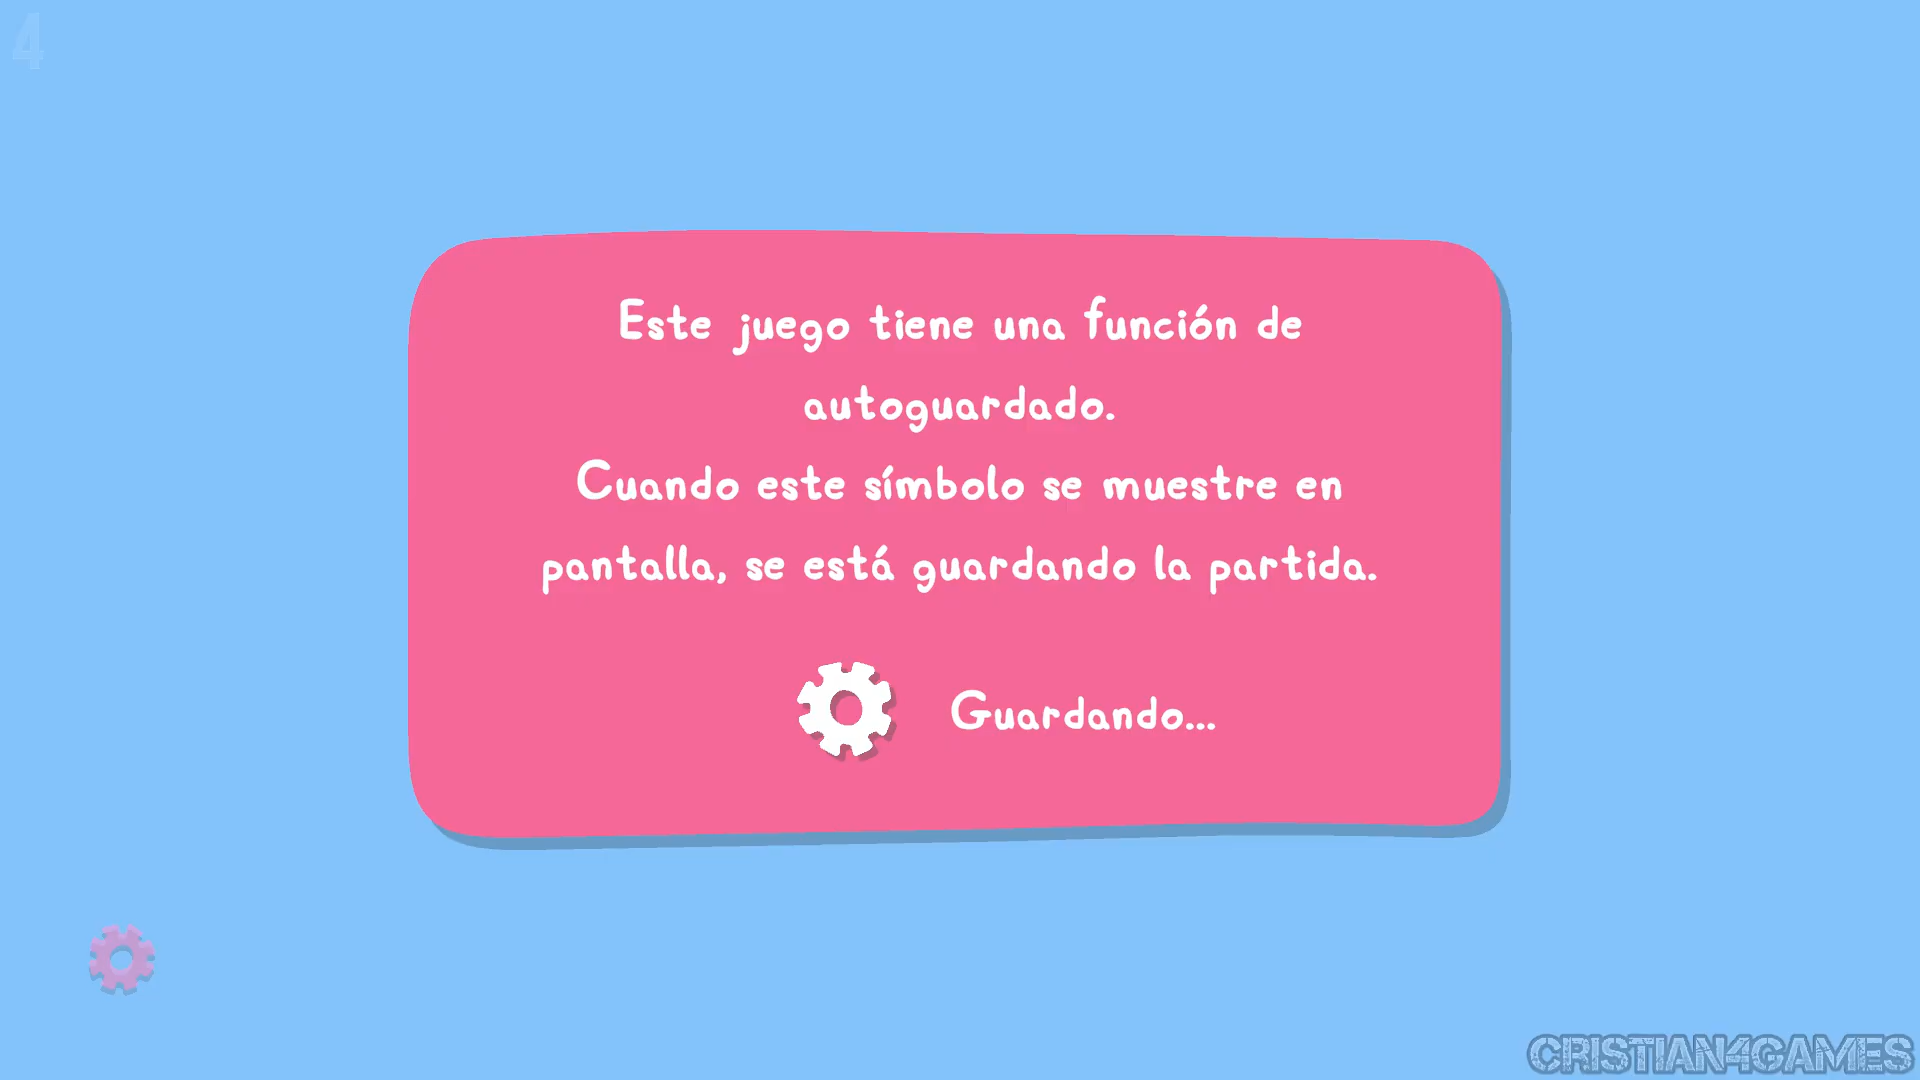 4
Este juego tiene una función de
autoguardado.
Cuando este símbolo se muestre en
pantalla, se está guardando la partida.
Guardando...
CRISTIAN4GAMES